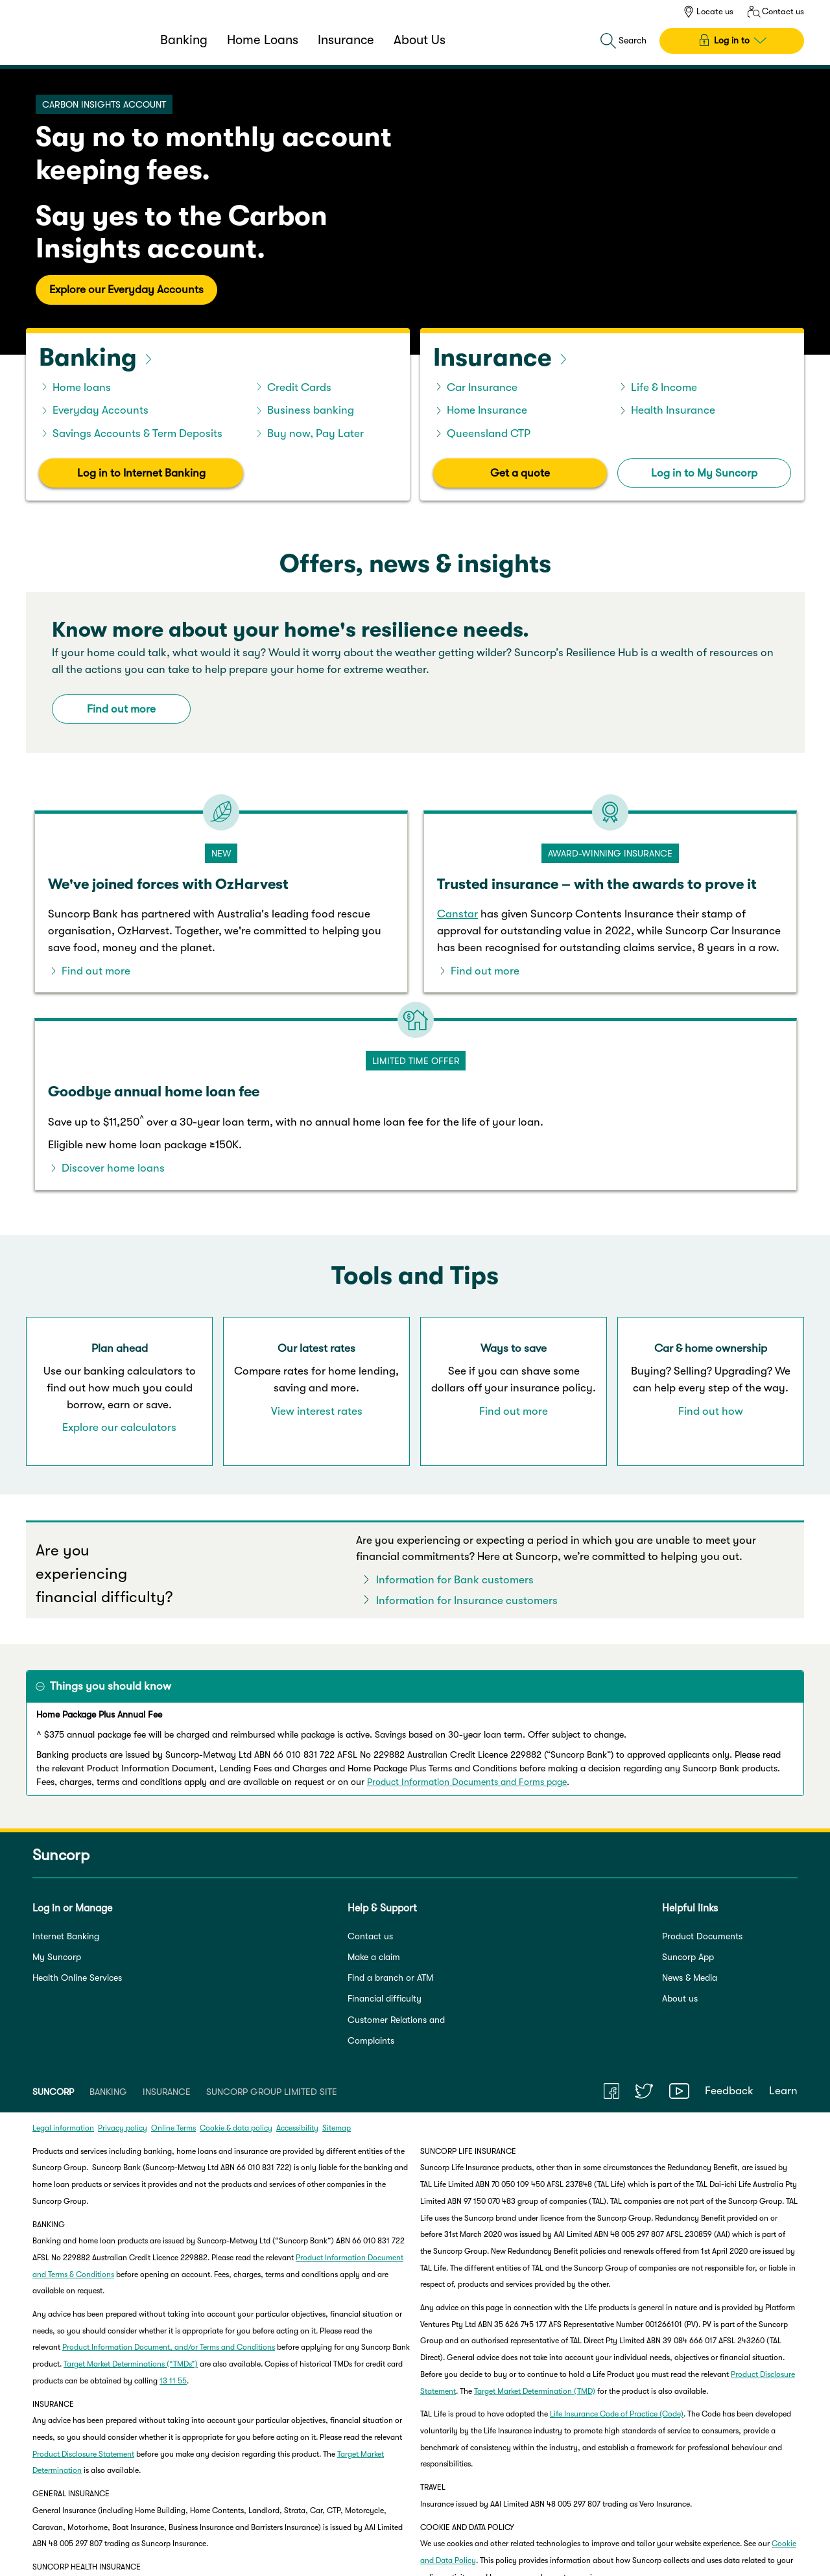 Locate us
Contact us
Banking
Home Loans
Insurance
About Us
Search
Log in to
CARBON INSIGHTS ACCOUNT
Say no to monthly account
keeping fees.
Say yes to the Carbon
Insights account.
Explore our Everyday Accounts
Banking
Home loans
Everyday Accounts
Savings Accounts & Term Deposits
Credit Cards
Business banking
Buy now, Pay Later
Log in to Internet Banking
Insurance
Car Insurance
Home Insurance
Queensland CTP
Life & Income
Health Insurance
Get a quote
Log in to My Suncorp
Offers, news & insights
Know more about your home's resilience needs.
If your home could talk, what would it say? Would it worry about the weather getting wilder? Suncorp's Resilience Hub is a wealth of resources on
all the actions you can take to help prepare your home for extreme weather.
Find out more
NEW
We've joined forces with OzHarvest
Suncorp Bank has partnered with Australia's leading food rescue
organisation, OzHarvest. Together, we're committed to helping you
save food, money and the planet.
Find out more
AWARD-WINNING INSURANCE
Trusted insurance – with the awards to prove it
Canstar has given Suncorp Contents Insurance their stamp of
approval for outstanding value in 2022, while Suncorp Car Insurance
has been recognised for outstanding claims service, 8 years in a row.
Find out more
LIMITED TIME OFFER
Goodbye annual home loan fee
Save up to $11,250^ over a 30-year loan term, with no annual home loan fee for the life of your loan.
Eligible new home loan package ≥150K.
Discover home loans
Tools and Tips
Plan ahead
Use our banking calculators to
find out how much you could
borrow, earn or save.
Explore our calculators
Our latest rates
Compare rates for home lending,
saving and more.
View interest rates
Ways to save
See if you can shave some
dollars off your insurance policy.
Find out more
Car & home ownership
Buying? Selling? Upgrading? We
can help every step of the way.
Find out how
Are you
experiencing
financial difficulty?
Are you experiencing or expecting a period in which you are unable to meet your
financial commitments? Here at Suncorp, we're committed to helping you out.
Information for Bank customers
Information for Insurance customers
Things you should know
Home Package Plus Annual Fee
^ $375 annual package fee will be charged and reimbursed while package is active. Savings based on 30-year loan term. Offer subject to change.
Banking products are issued by Suncorp-Metway Ltd ABN 66 010 831 722 AFSL No 229882 Australian Credit Licence 229882 ("Suncorp Bank") to approved applicants only. Please read
the relevant Product Information Document, Lending Fees and Charges and Home Package Plus Terms and Conditions before making a decision regarding any Suncorp Bank products.
Fees, charges, terms and conditions apply and are available on request or on our Product Information Documents and Forms page.
Suncorp
Log in or Manage
Internet Banking
My Suncorp
Health Online Services
Help & Support
Contact us
Make a claim
Find a branch or ATM
Financial difficulty
Customer Relations and
Complaints
Helpful links
Product Documents
Suncorp App
News & Media
About us
SUNCORP
BANKING
INSURANCE
SUNCORP GROUP LIMITED SITE
Feedback
Learn
Legal information Privacy policy Online Terms Cookie & data policy Accessibility Sitemap
Products and services including banking, home loans and insurance are provided by different entities of the
Suncorp Group. Suncorp Bank (Suncorp-Metway Ltd ABN 66 010 831 722) is only liable for the banking and
home loan products or services it provides and not the products and services of other companies in the
Suncorp Group.
BANKING
Banking and home loan products are issued by Suncorp-Metway Ltd ("Suncorp Bank") ABN 66 010 831 722
AFSL No 229882 Australian Credit Licence 229882. Please read the relevant Product Information Document
and Terms & Conditions before opening an account. Fees, charges, terms and conditions apply and are
available on request.
Any advice has been prepared without taking into account your particular objectives, financial situation or
needs, so you should consider whether it is appropriate for you before acting on it. Please read the
relevant Product Information Document, and/or Terms and Conditions before applying for any Suncorp Bank
product. Target Market Determinations ("TMDs") are also available. Copies of historical TMDs for credit card
products can be obtained by calling 13 11 55.
INSURANCE
Any advice has been prepared without taking into account your particular objectives, financial situation or
needs, so you should consider whether it is appropriate for you before acting on it. Please read the relevant
Product Disclosure Statement before you make any decision regarding this product. The Target Market
Determination is also available.
GENERAL INSURANCE
General Insurance (including Home Building, Home Contents, Landlord, Strata, Car, CTP, Motorcycle,
Caravan, Motorhome, Boat Insurance, Business Insurance and Barristers Insurance) is issued by AAI Limited
ABN 48 005 297 807 trading as Suncorp Insurance.
SUNCORP HEALTH INSURANCE
SUNCORP LIFE INSURANCE
Suncorp Life Insurance products, other than in some circumstances the Redundancy Benefit, are issued by
TAL Life Limited ABN 70 050 109 450 AFSL 237848 (TAL Life) which is part of the TAL Dai-ichi Life Australia Pty
Limited ABN 97 150 070 483 group of companies (TAL). TAL companies are not part of the Suncorp Group. TAL
Life uses the Suncorp brand under licence from the Suncorp Group. Redundancy Benefit provided on or
before 31st March 2020 was issued by AAI Limited ABN 48 005 297 807 AFSL 230859 (AAI) which is part of
the Suncorp Group. New Redundancy Benefit policies and renewals offered from 1st April 2020 are issued by
TAL Life. The different entities of TAL and the Suncorp Group of companies are not responsible for, or liable in
respect of, products and services provided by the other.
Any advice on this page in connection with the Life products is general in nature and is provided by Platform
Ventures Pty Ltd ABN 35 626 745 177 AFS Representative Number 001266101 (PV). PV is part of the Suncorp
Group and an authorised representative of TAL Direct Pty Limited ABN 39 084 666 017 AFSL 243260 (TAL
Direct). General advice does not take into account your individual needs, objectives or financial situation.
Before you decide to buy or to continue to hold a Life Product you must read the relevant Product Disclosure
Statement. The Target Market Determination (TMD) for the product is also available.
TAL Life is proud to have adopted the Life Insurance Code of Practice (Code). The Code has been developed
voluntarily by the Life Insurance industry to promote high standards of service to consumers, provide a
benchmark of consistency within the industry, and establish a framework for professional behaviour and
responsibilities.
TRAVEL
Insurance issued by AAI Limited ABN 48 005 297 807 trading as Vero Insurance.
COOKIE AND DATA POLICY
We use cookies and other related technologies to improve and tailor your website experience. See our Cookie
and Data Policy. This policy provides information about how Suncorp collects and uses data related to your